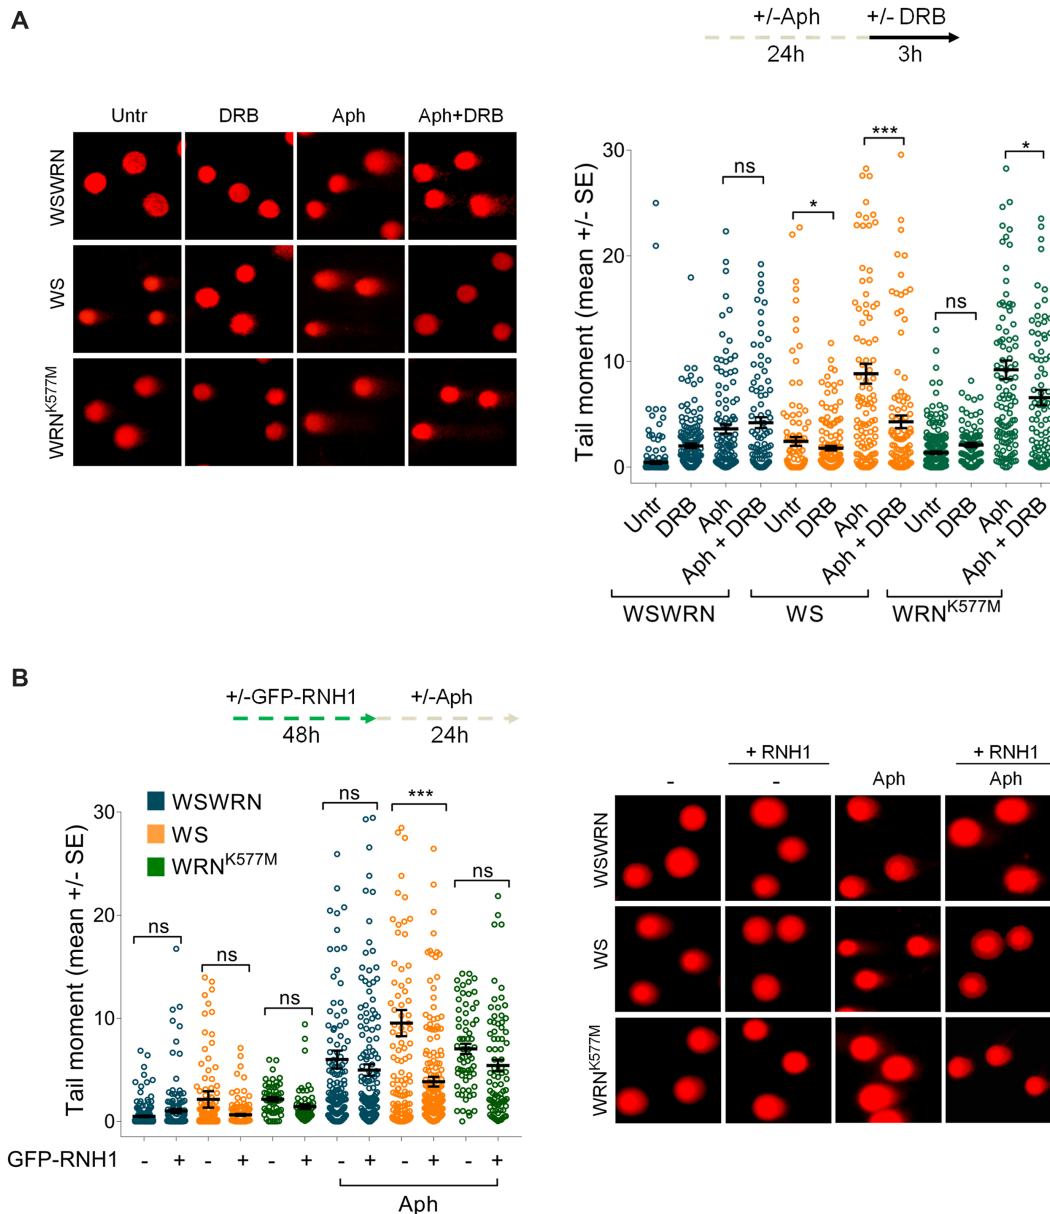 A
+/-Aph +/- DRB
24h 3h
Untr DRB Aph Aph+DRB
WSWRN
WS
WRNK577M
Tail moment (mean +/- SE)
30
20
10
0
ns
*
***
ns
*
Untr
DRB
Aph
Aph + DRB
Untr
DRB
Aph
Aph + DRB
Untr
DRB
Aph
Aph + DRB
WSWRN WS WRNK577M
B
+/-GFP-RNH1 +/-Aph
48h 24h
WSWRN
WS
WRNK577M
Tail moment (mean +/- SE)
30
20
10
0
ns
ns
ns
ns
***
ns
GFP-RNH1 - + - + - + - + - + - +
Aph
+ RNH1 + RNH1
- - Aph Aph
WSWRN
WS
WRNK577M